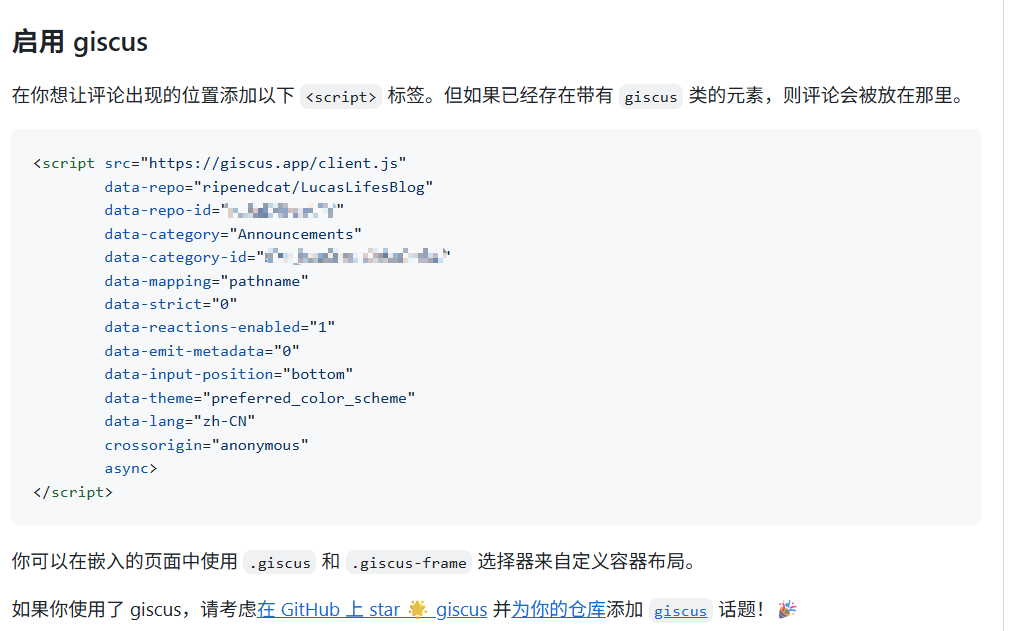 启用 giscus
在你想让评论出现的位置添加以下 <script> 标签。但如果已经存在带有 giscus 类的元素，则评论会被放在那里。
<script src="https://giscus.app/client.js"
data-repo="ripenedcat/LucasLifesBlog"
data-repo-id=""
data-category="Announcements"
data-category-id=""
data-mapping="pathname"
data-strict="0"
data-reactions-enabled="1"
data-emit-metadata="0"
data-input-position="bottom"
data-theme="preferred_color_scheme"
data-lang="zh-CN"
crossorigin="anonymous"
async>
</script>
你可以在嵌入的页面中使用 .giscus 和 .giscus-frame 选择器来自定义容器布局。
如果你使用了 giscus，请考虑在 GitHub 上 star 🌟 giscus 并为你的仓库添加 giscus 话题！🎉